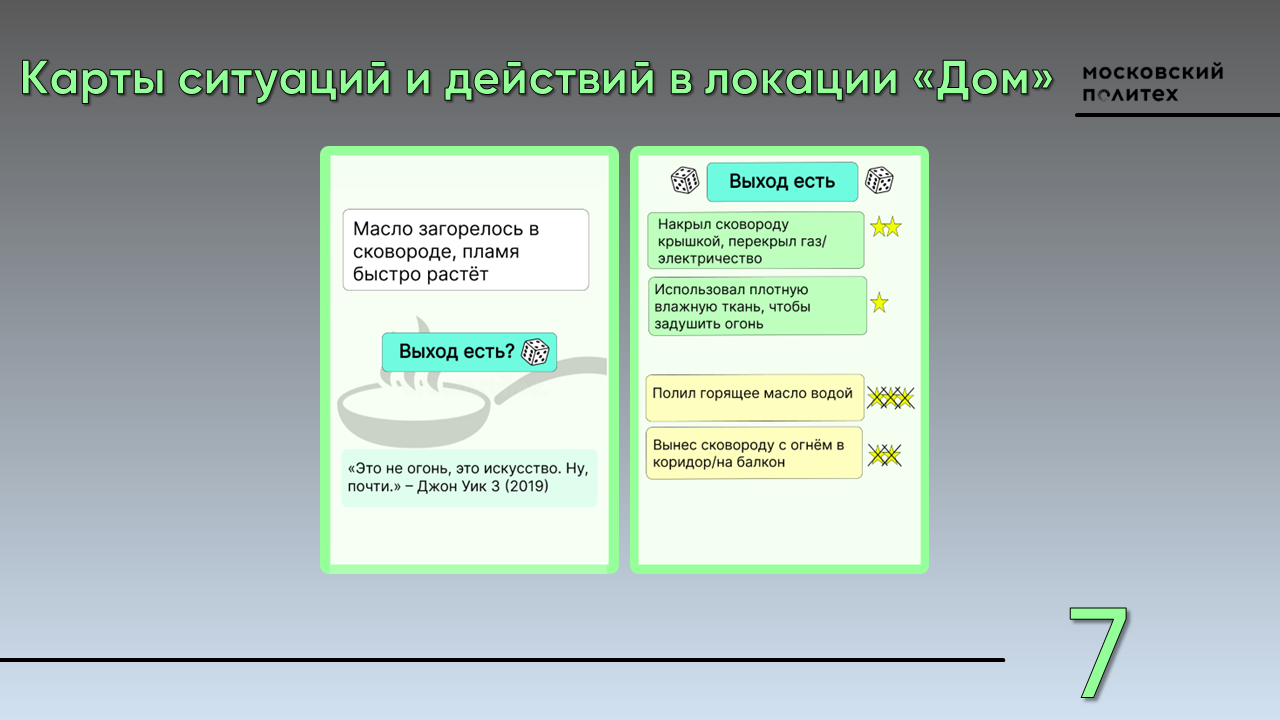 Карты ситуаций и действий в локации «Дом»
московский
политех
Масло загорелось в
сковороде, пламя
быстро растёт
Выход есть?
«Это не огонь, это искусство. Ну,
почти.» – Джон Уик 3 (2019)
Выход есть
Накрыл сковороду
крышкой, перекрыл газ/
электричество
Использовал плотную
влажную ткань, чтобы
задушить огонь
Полил горящее масло водой
Вынес сковороду с огнём в
коридор/на балкон
7